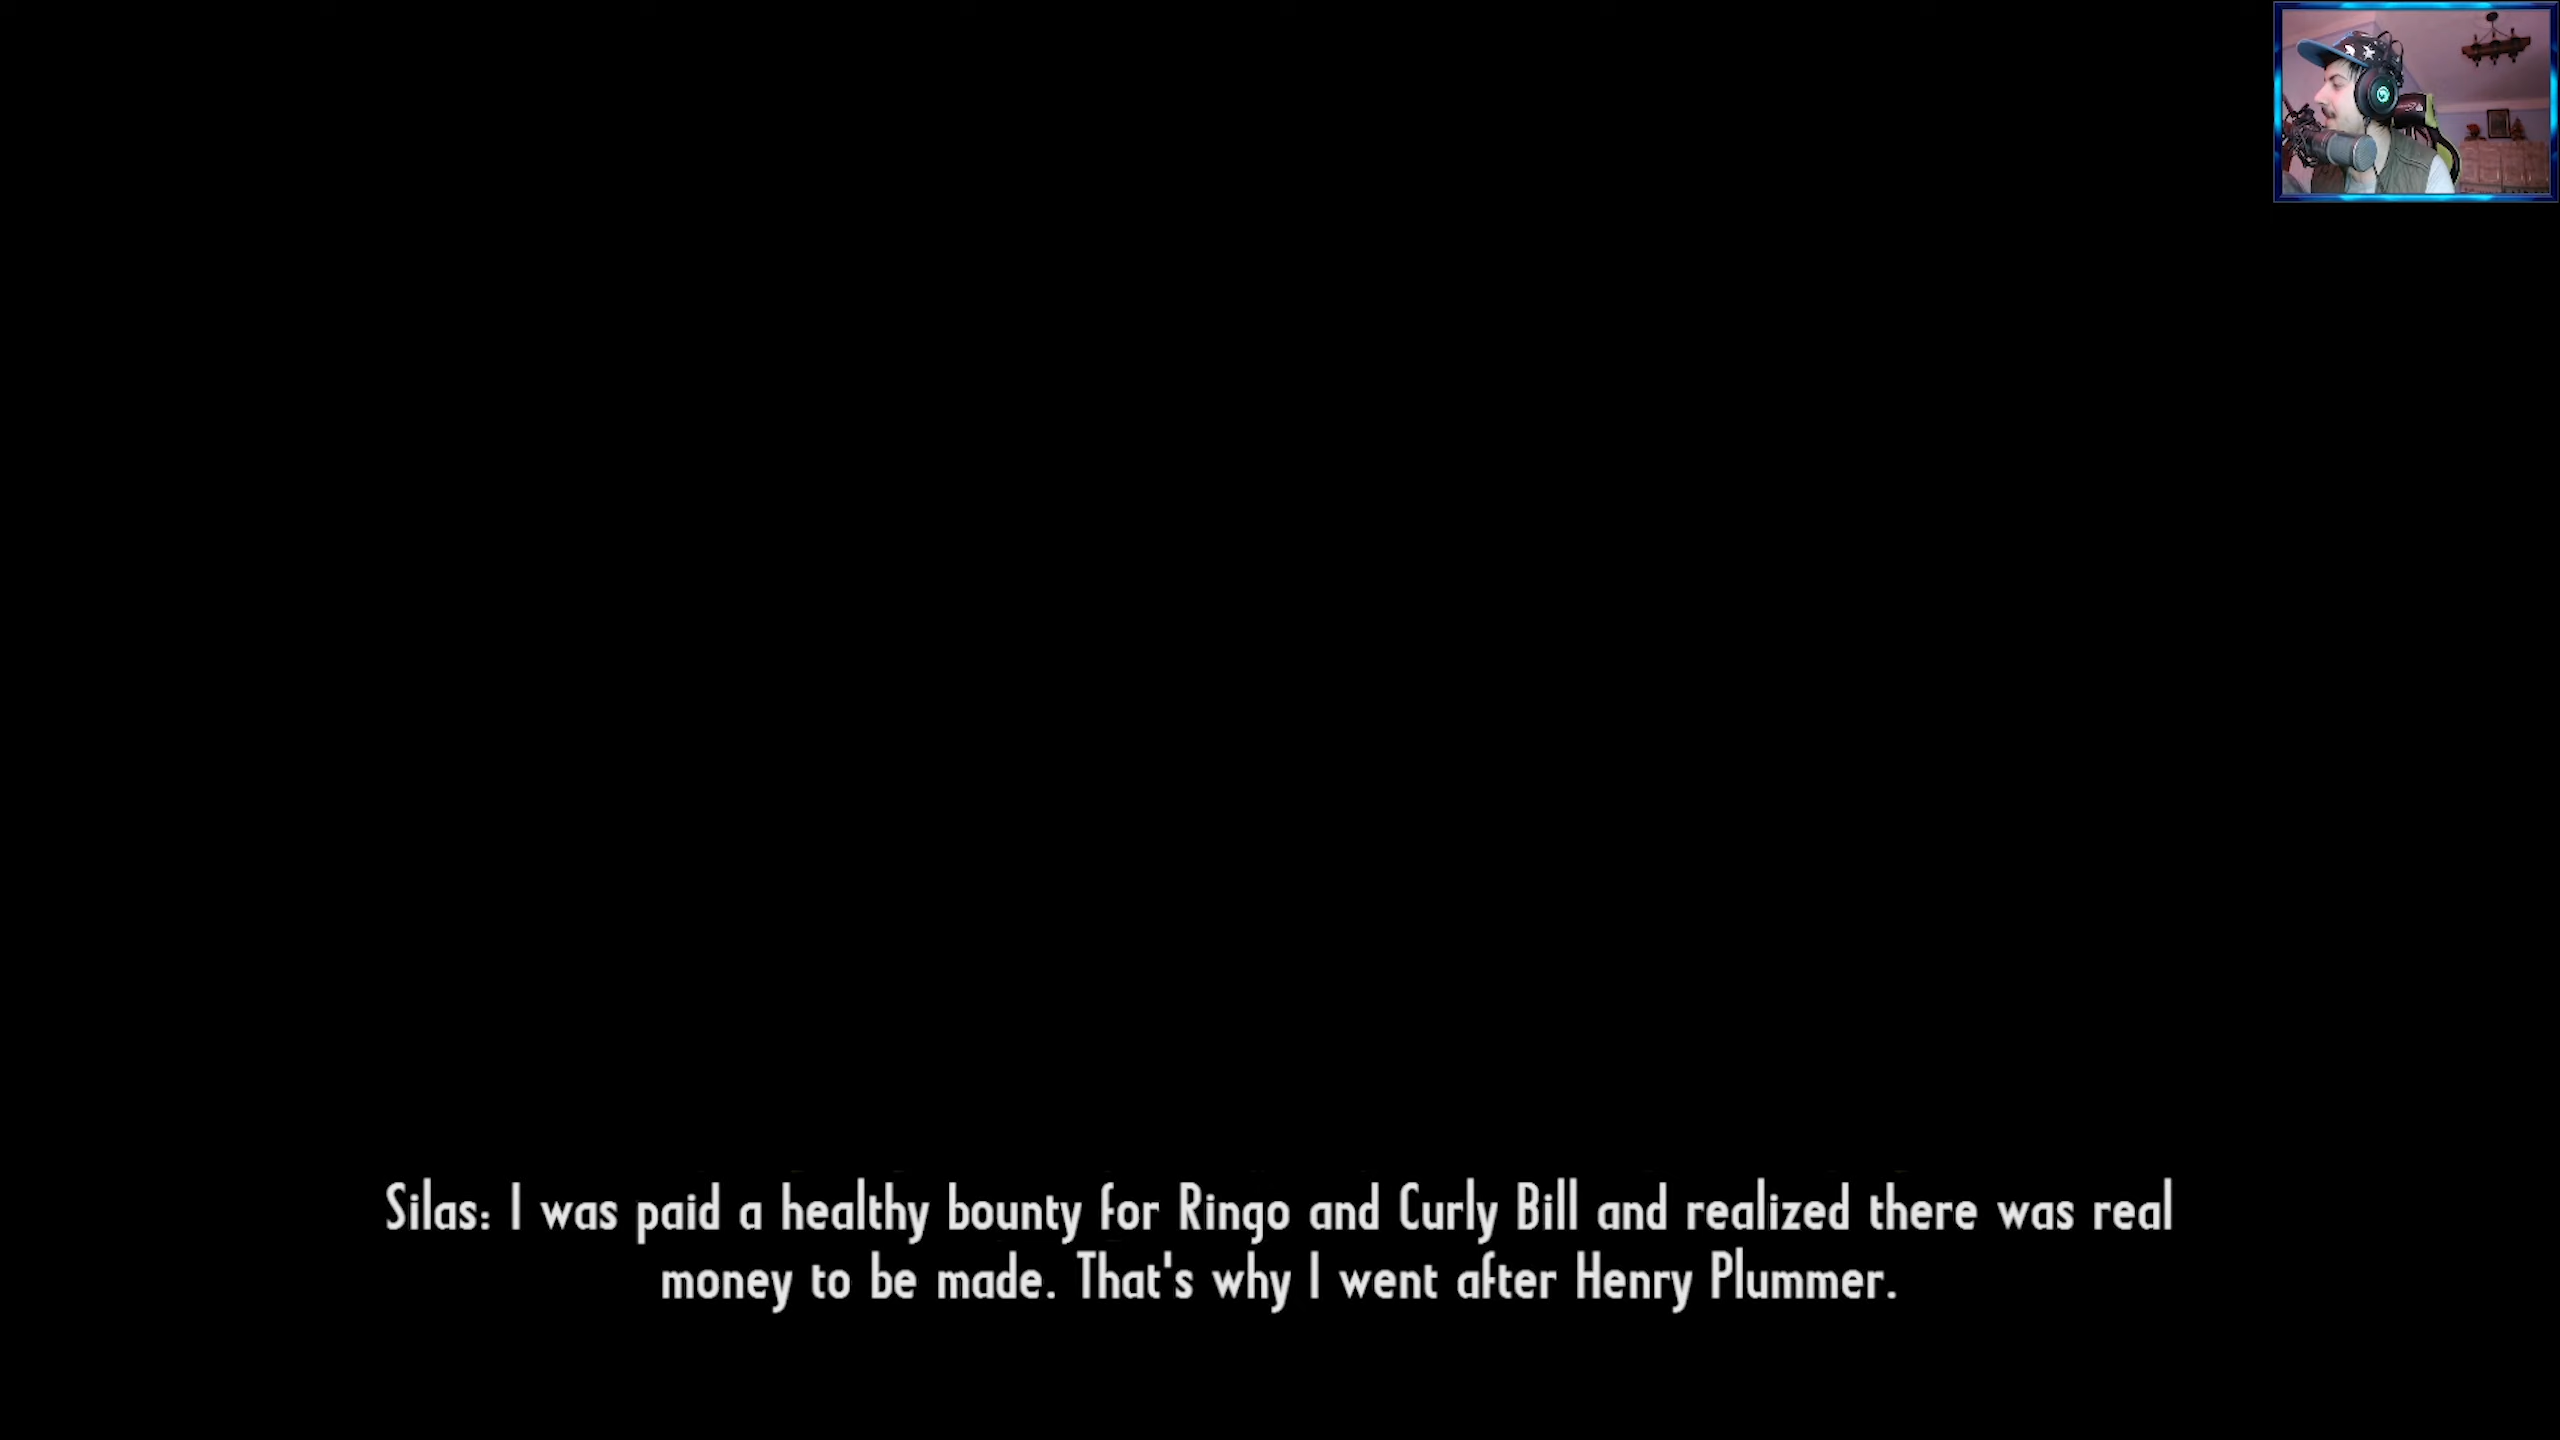 Silas: I was paid a healthy bounty for Ringo and Curly Bill and realized there was real
money to be made. That's why I went after Henry Plummer.